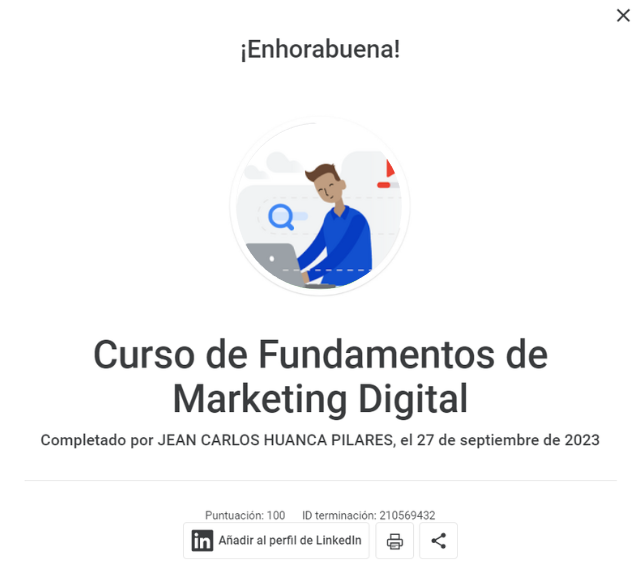 ¡Enhorabuena!
Curso de Fundamentos de
Marketing Digital
Completado por JEAN CARLOS HUANCA PILARES, el 27 de septiembre de 2023
Puntuación: 100 ID terminación: 210569432
in Añadir al perfil de LinkedIn